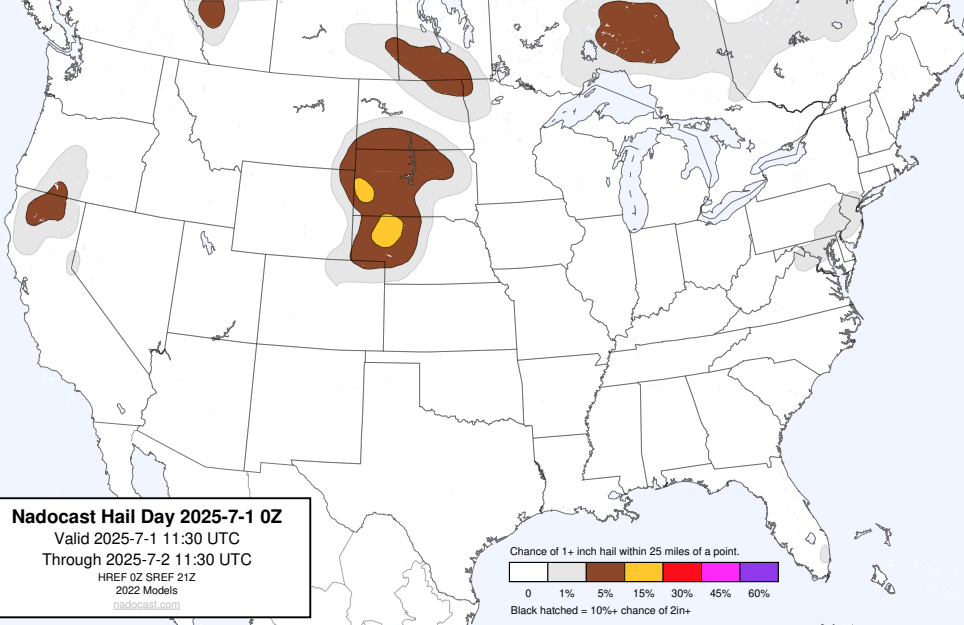 Nadocast Hail Day 2025-7-1 0Z
Valid 2025-7-1 11:30 UTC
Through 2025-7-2 11:30 UTC
HREF 0Z SREF 21Z
2022 Models
nadocast.com
Chance of 1+ inch hail within 25 miles of a point.
0 1% 5% 15% 30% 45% 60%
Black hatched = 10%+ chance of 2in+